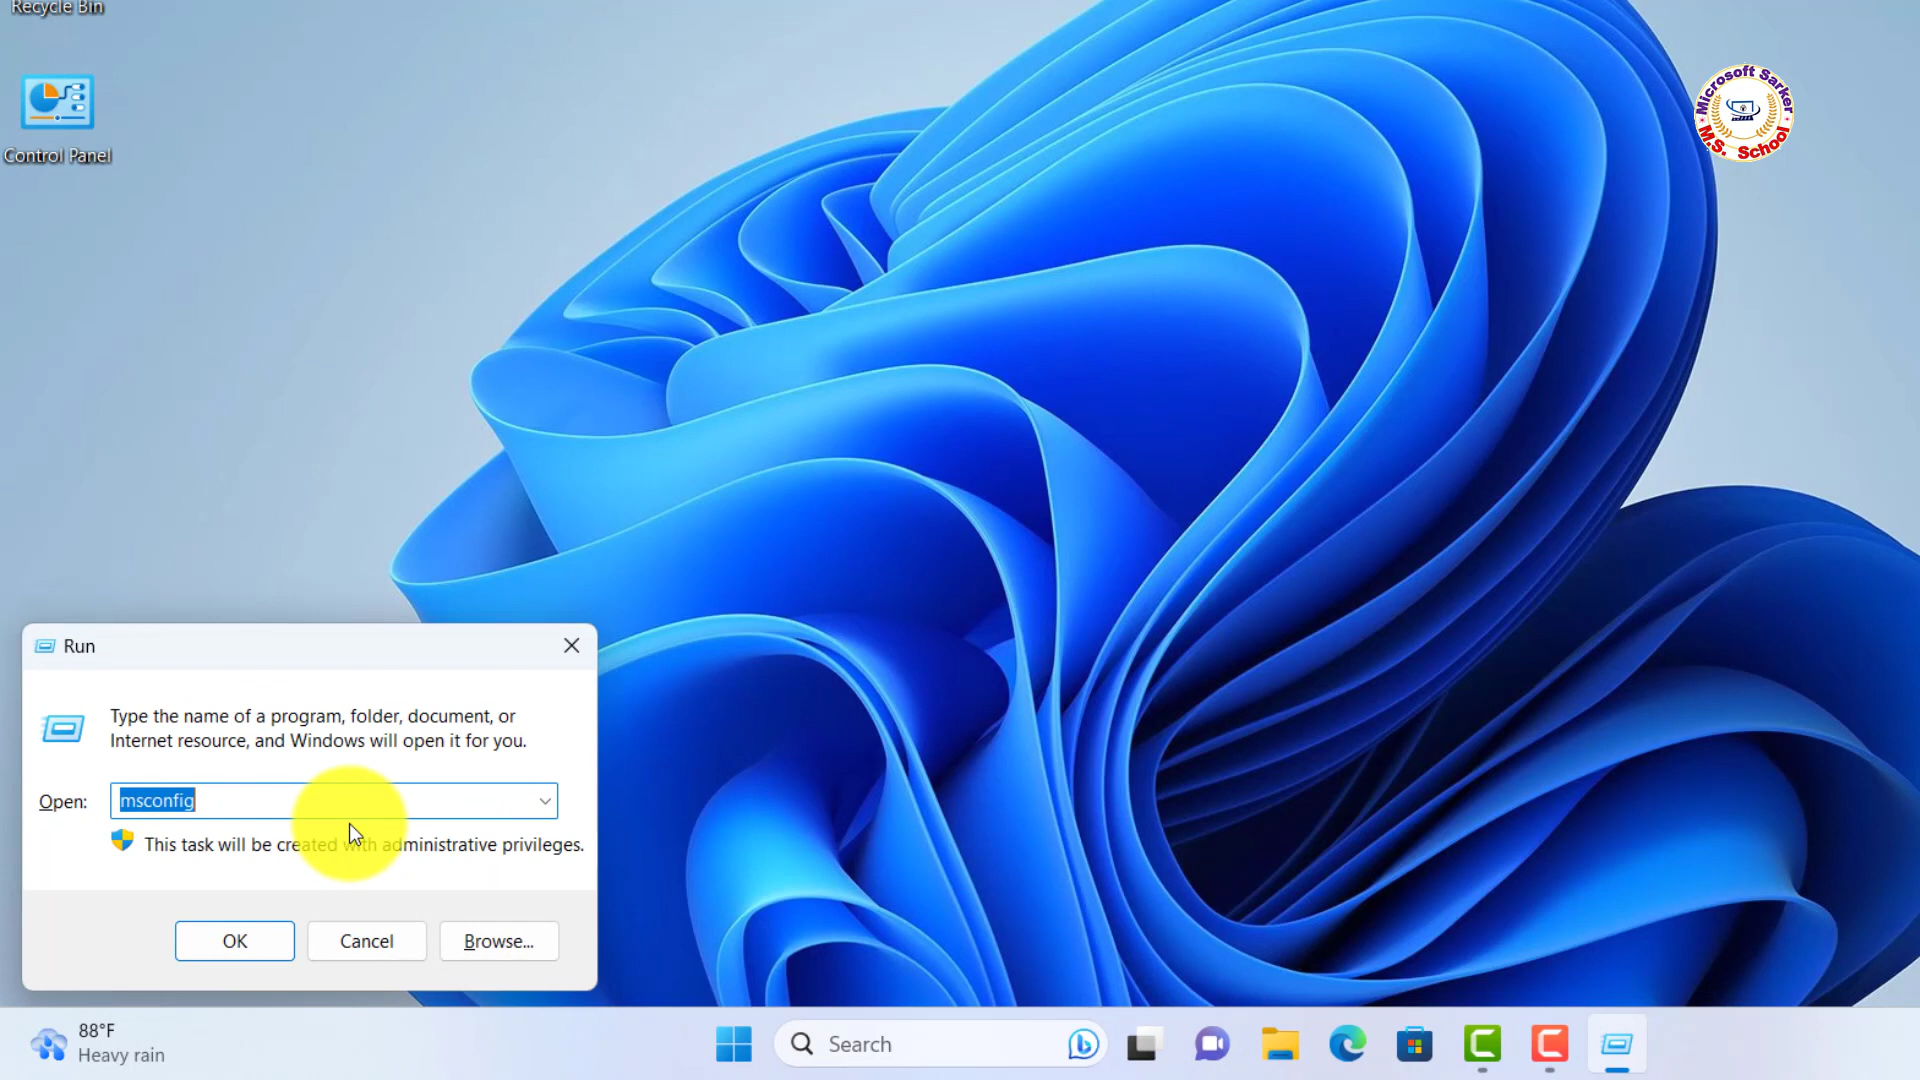 Recycle Bin
Control Panel
Microsoft Sarker
M.S. School
Run
Type the name of a program, folder, document, or
Internet resource, and Windows will open it for you.
Open: msconfig
This task will be created with administrative privileges.
OK Cancel Browse...
88°F
Heavy rain
Search